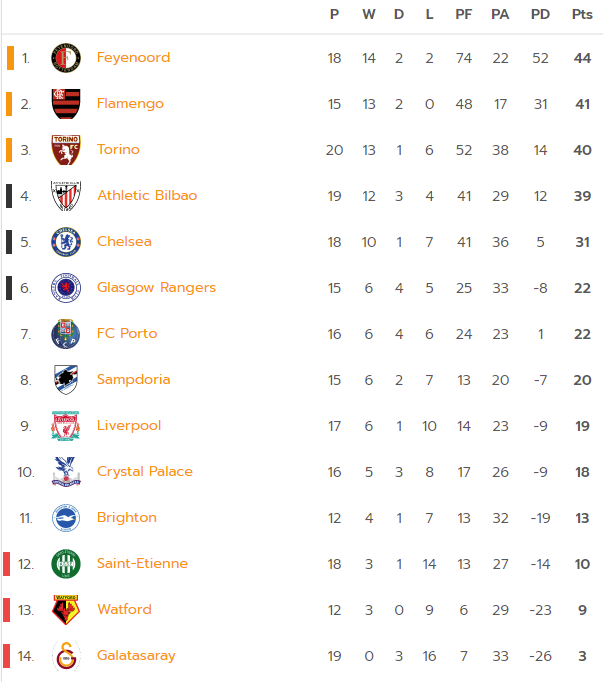 P W D L PF PA PD Pts
1. Feyenoord 18 14 2 2 74 22 52 44
2. Flamengo 15 13 2 0 48 17 31 41
3. Torino 20 13 1 6 52 38 14 40
4. Athletic Bilbao 19 12 3 4 41 29 12 39
5. Chelsea 18 10 1 7 41 36 5 31
6. Glasgow Rangers 15 6 4 5 25 33 -8 22
7. FC Porto 16 6 4 6 24 23 1 22
8. Sampdoria 15 6 2 7 13 20 -7 20
9. Liverpool 17 6 1 10 14 23 -9 19
10. Crystal Palace 16 5 3 8 17 26 -9 18
11. Brighton 12 4 1 7 13 32 -19 13
12. Saint-Etienne 18 3 1 14 13 27 -14 10
13. Watford 12 3 0 9 6 29 -23 9
14. Galatasaray 19 0 3 16 7 33 -26 3